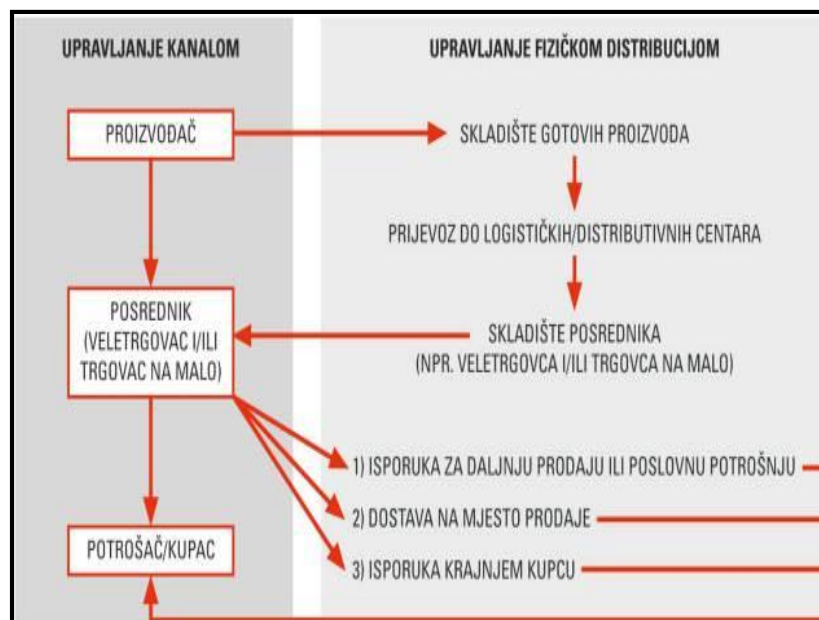 UPRAVLJANJE KANALOM
UPRAVLJANJE FIZIČKOM DISTRIBUCIJOM
PROIZVOĐAČ
SKLADIŠTE GOTOVIH PROIZVODA
PRIJEVOZ DO LOGISTIČKIH/DISTRIBUTIVNIH CENTARA
POSREDNIK
(VELETRGOVAC I/ILI
TRGOVAC NA MALO)
SKLADIŠTE POSREDNIKA
(NPR. VELETRGOVCA I/ILI TRGOVCA NA MALO)
1) ISPORUKA ZA DALJNJU PRODAJU ILI POSLOVNU POTROŠNJU
2) DOSTAVA NA MJESTO PRODAJE
3) ISPORUKA KRAJNJEM KUPCU
POTROŠAČ/KUPAC